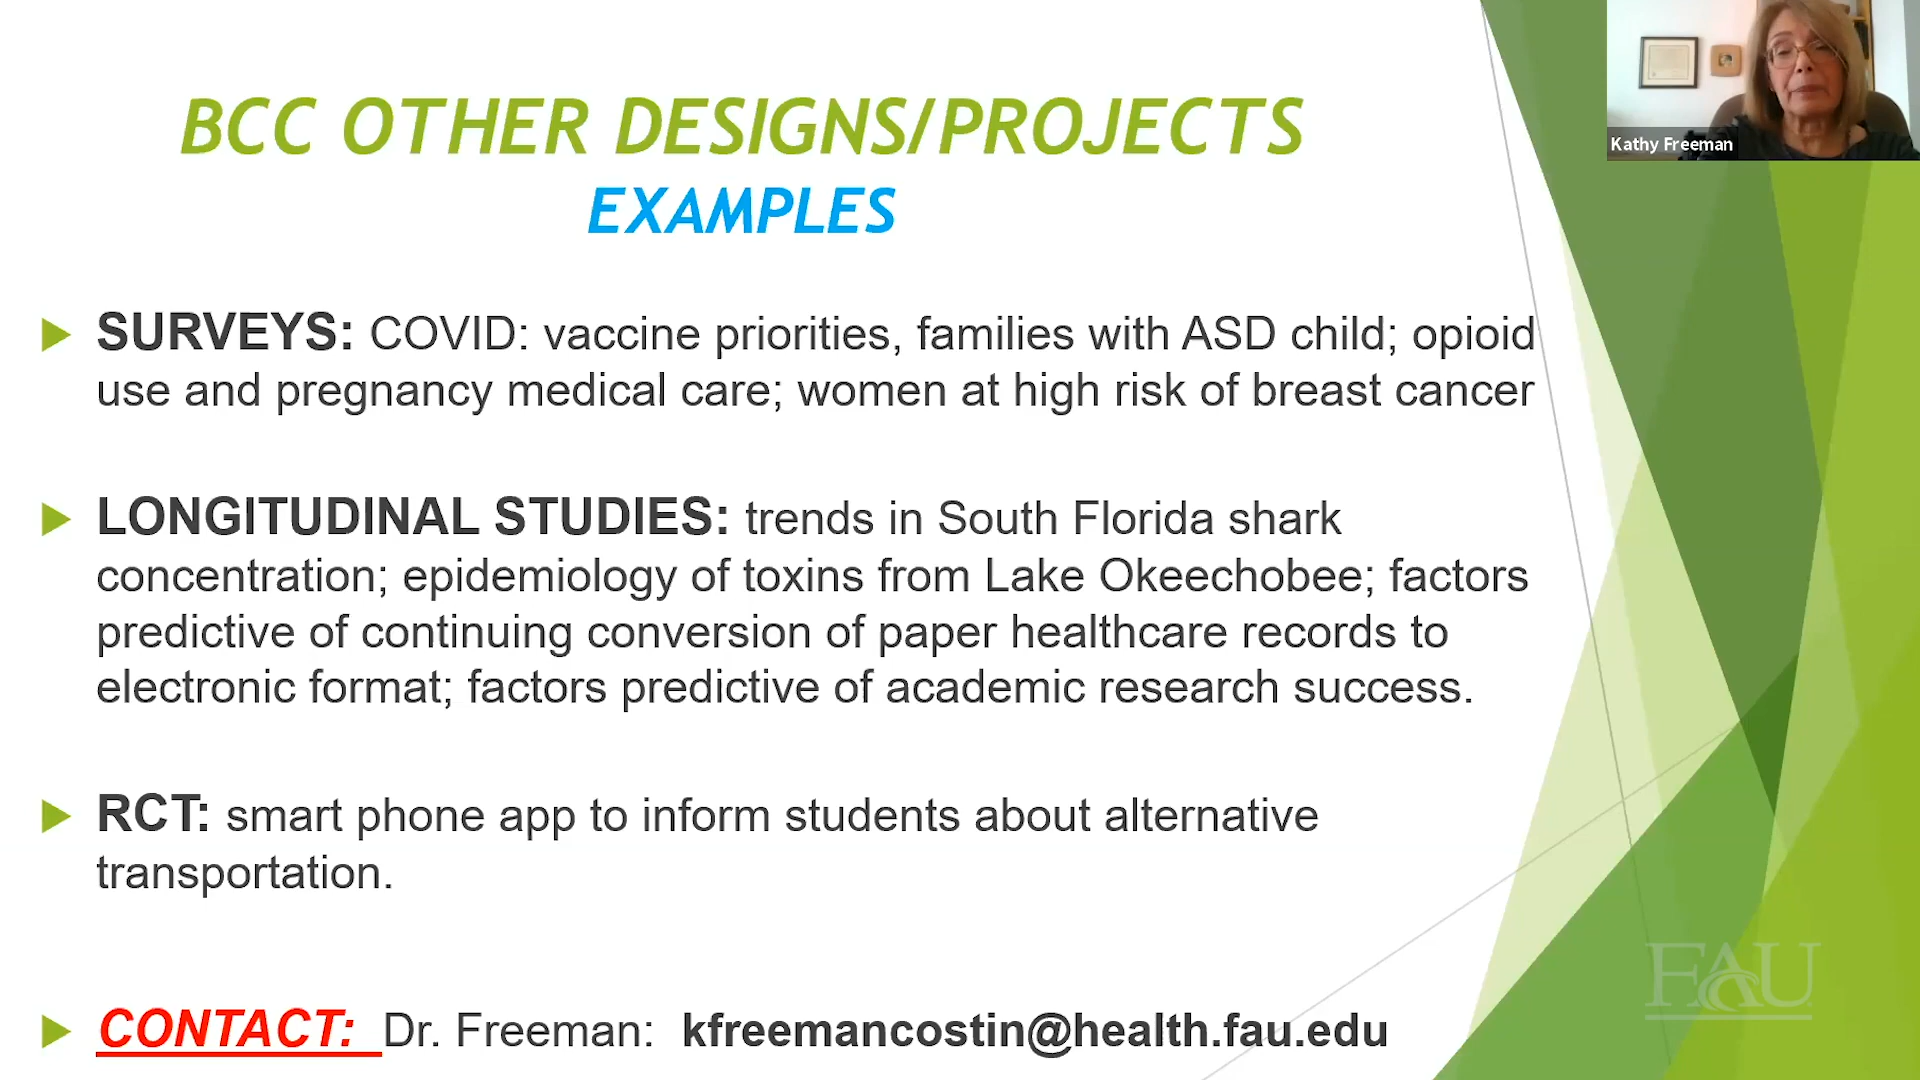 BCC OTHER DESIGNS/PROJECTS
EXAMPLES
Kathy Freeman
SURVEYS: COVID: vaccine priorities, families with ASD child; opioid
use and pregnancy medical care; women at high risk of breast cancer
LONGITUDINAL STUDIES: trends in South Florida shark
concentration; epidemiology of toxins from Lake Okeechobee; factors
predictive of continuing conversion of paper healthcare records to
electronic format; factors predictive of academic research success.
RCT: smart phone app to inform students about alternative
transportation.
CONTACT: Dr. Freeman: kfreemancostin@health.fau.edu
FAU